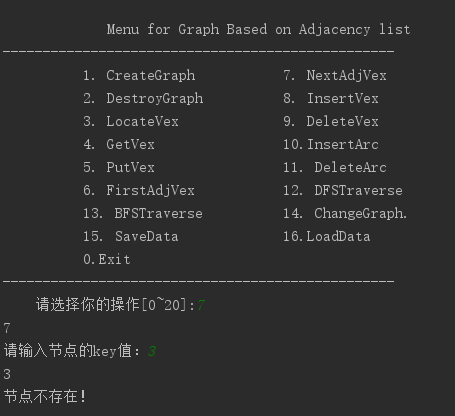 Menu for Graph Based on Adjacency list
-------------------------------------------------
1. CreateGraph 7. NextAdjVex
2. DestroyGraph 8. InsertVex
3. LocateVex 9. DeleteVex
4. GetVex 10.InsertArc
5. PutVex 11. DeleteArc
6. FirstAdjVex 12. DFSTraverse
13. BFSTraverse 14. ChangeGraph.
15. SaveData 16.LoadData
0.Exit
-------------------------------------------------
请选择你的操作[0~20]:7
7
请输入节点的key值：3
3
节点不存在!